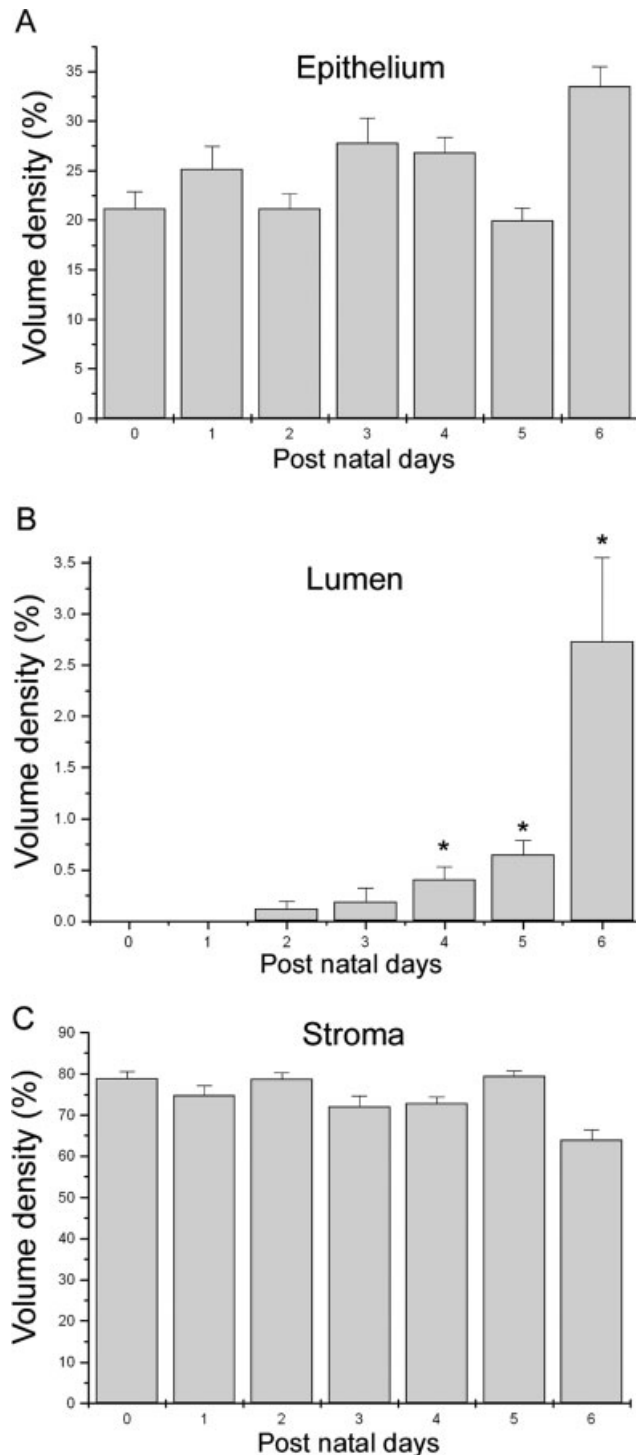 A
Epithelium
Volume density (%)
35
30
25
20
15
10
5
0
0 1 2 3 4 5 6
Post natal days
B
Lumen
Volume density (%)
3.5
3.0
2.5
2.0
1.5
1.0
0.5
0.0
*
*
*
0 1 2 3 4 5 6
Post natal days
C
Stroma
Volume density (%)
90
80
70
60
50
40
30
20
10
0
0 1 2 3 4 5 6
Post natal days